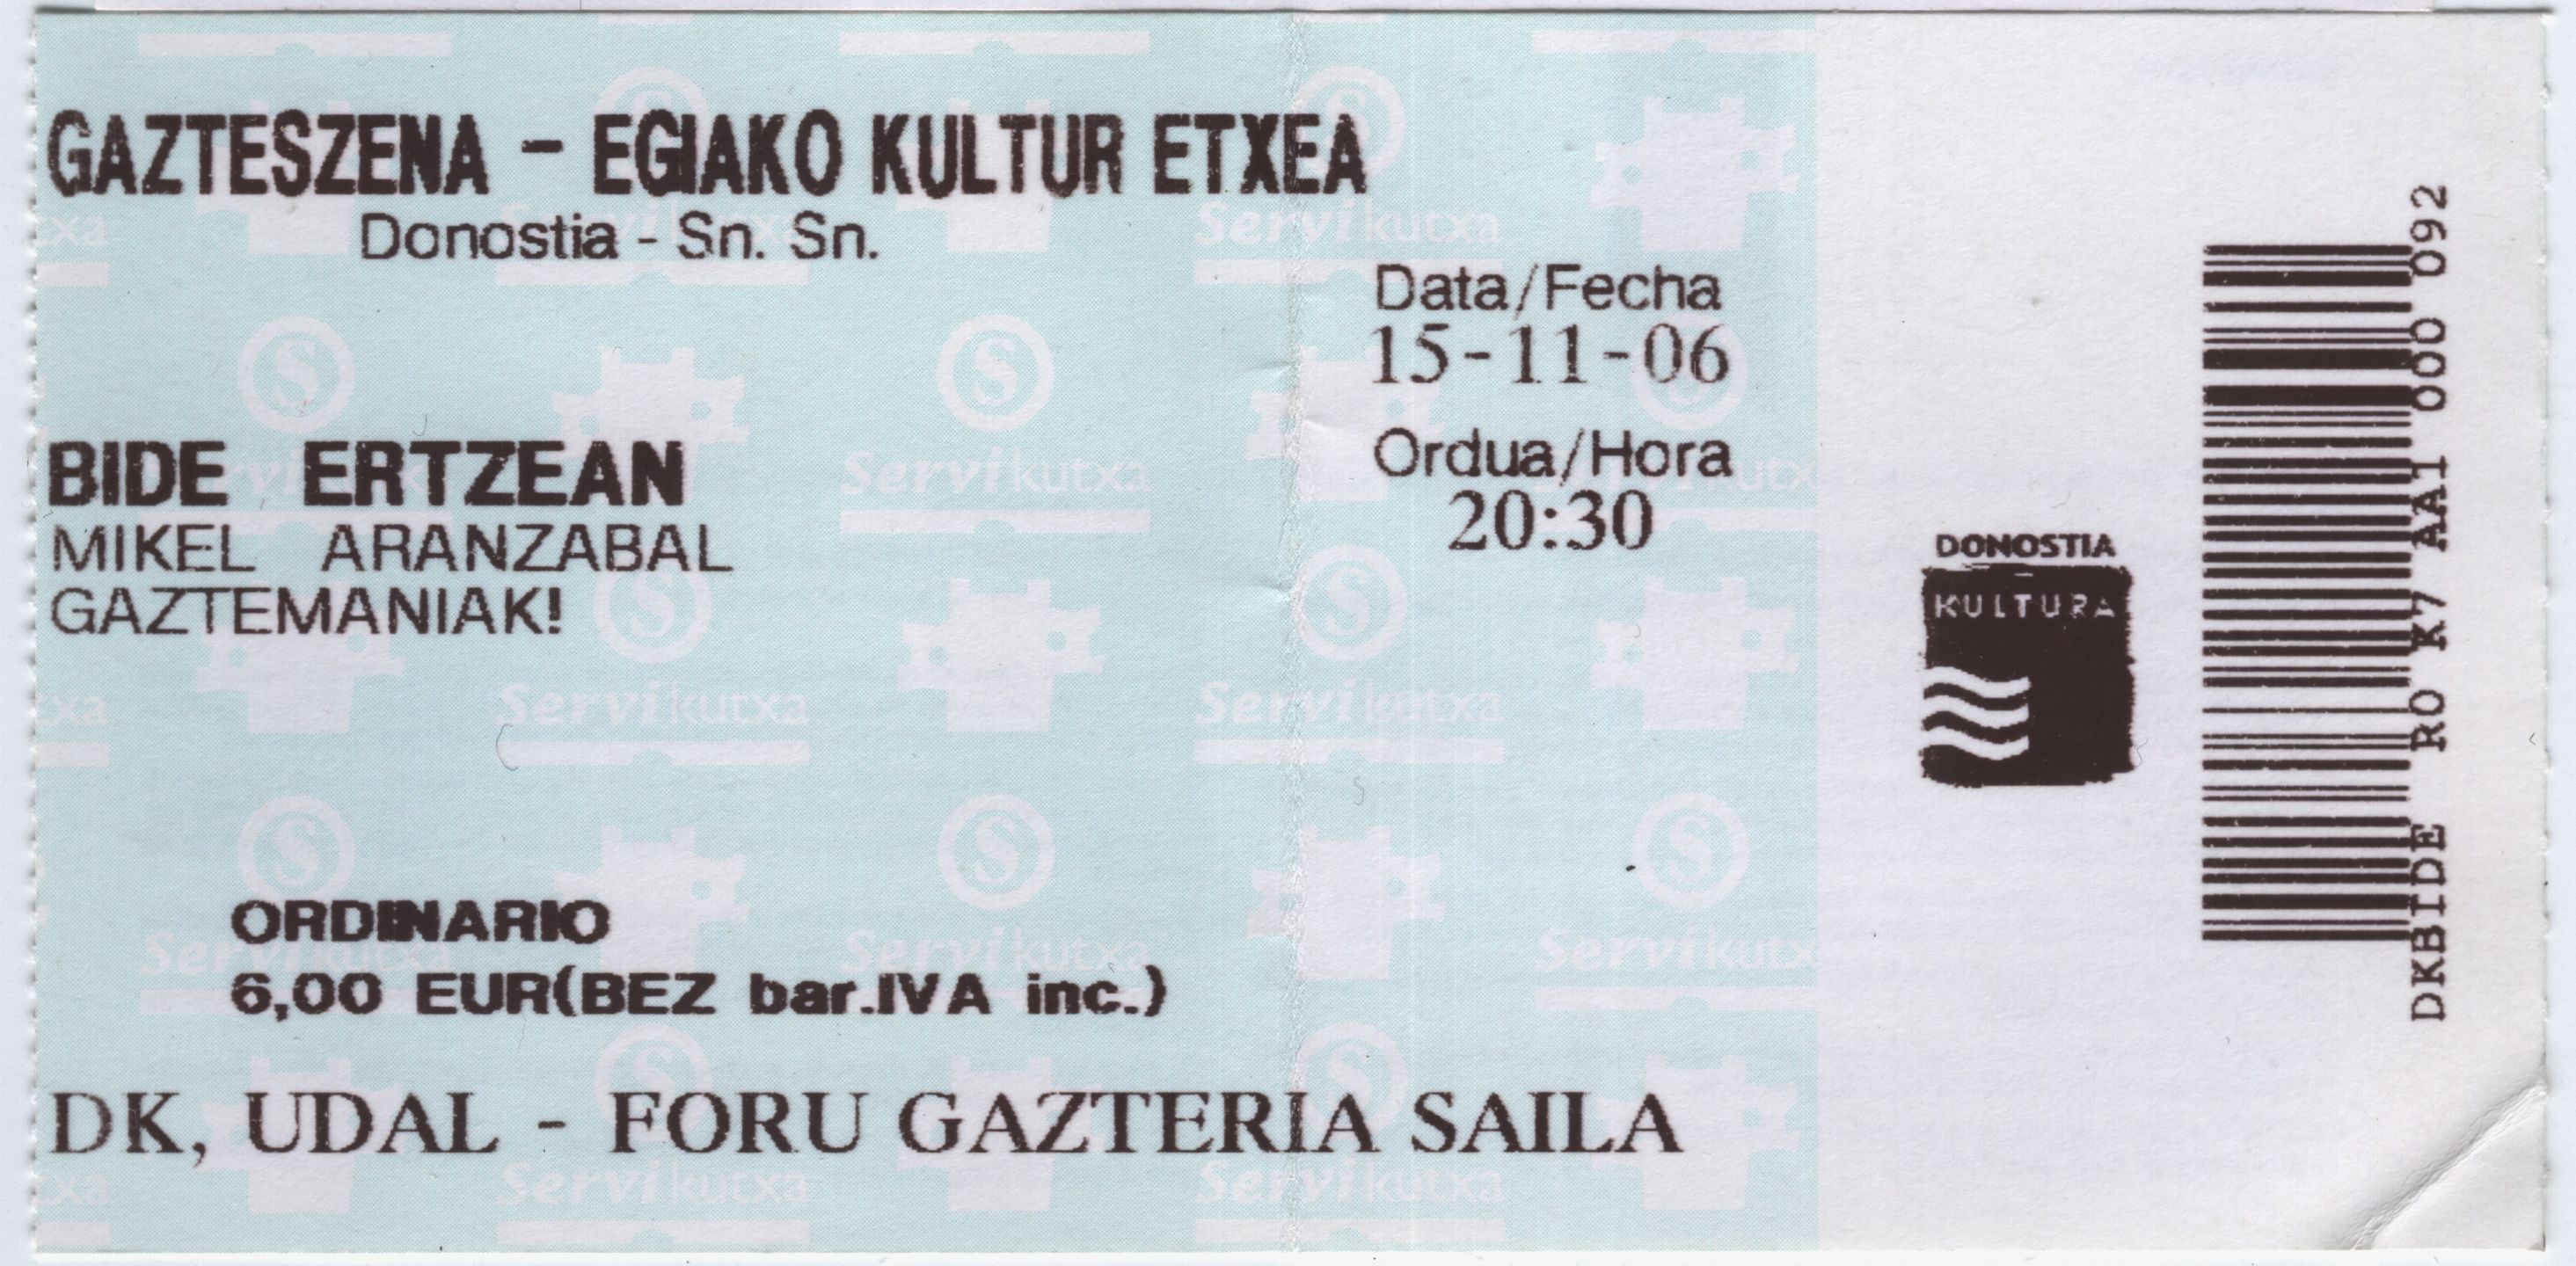 GAZTESZENA - EGIAKO KULTUR ETXEA
Donostia - Sn. Sn.
Data/Fecha
15-11-06
Ordua/Hora
20:30
BIDE ERTZEAN
MIKEL ARANZABAL
GAZTEMANIAK!
ORDINARIO
6,00 EUR(BEZ bar.IVA inc.)
DK, UDAL - FORU GAZTERIA SAILA
DONOSTIA
KULTURA
DKBIDE R0 K7 AA1 000 092
Servikutxa